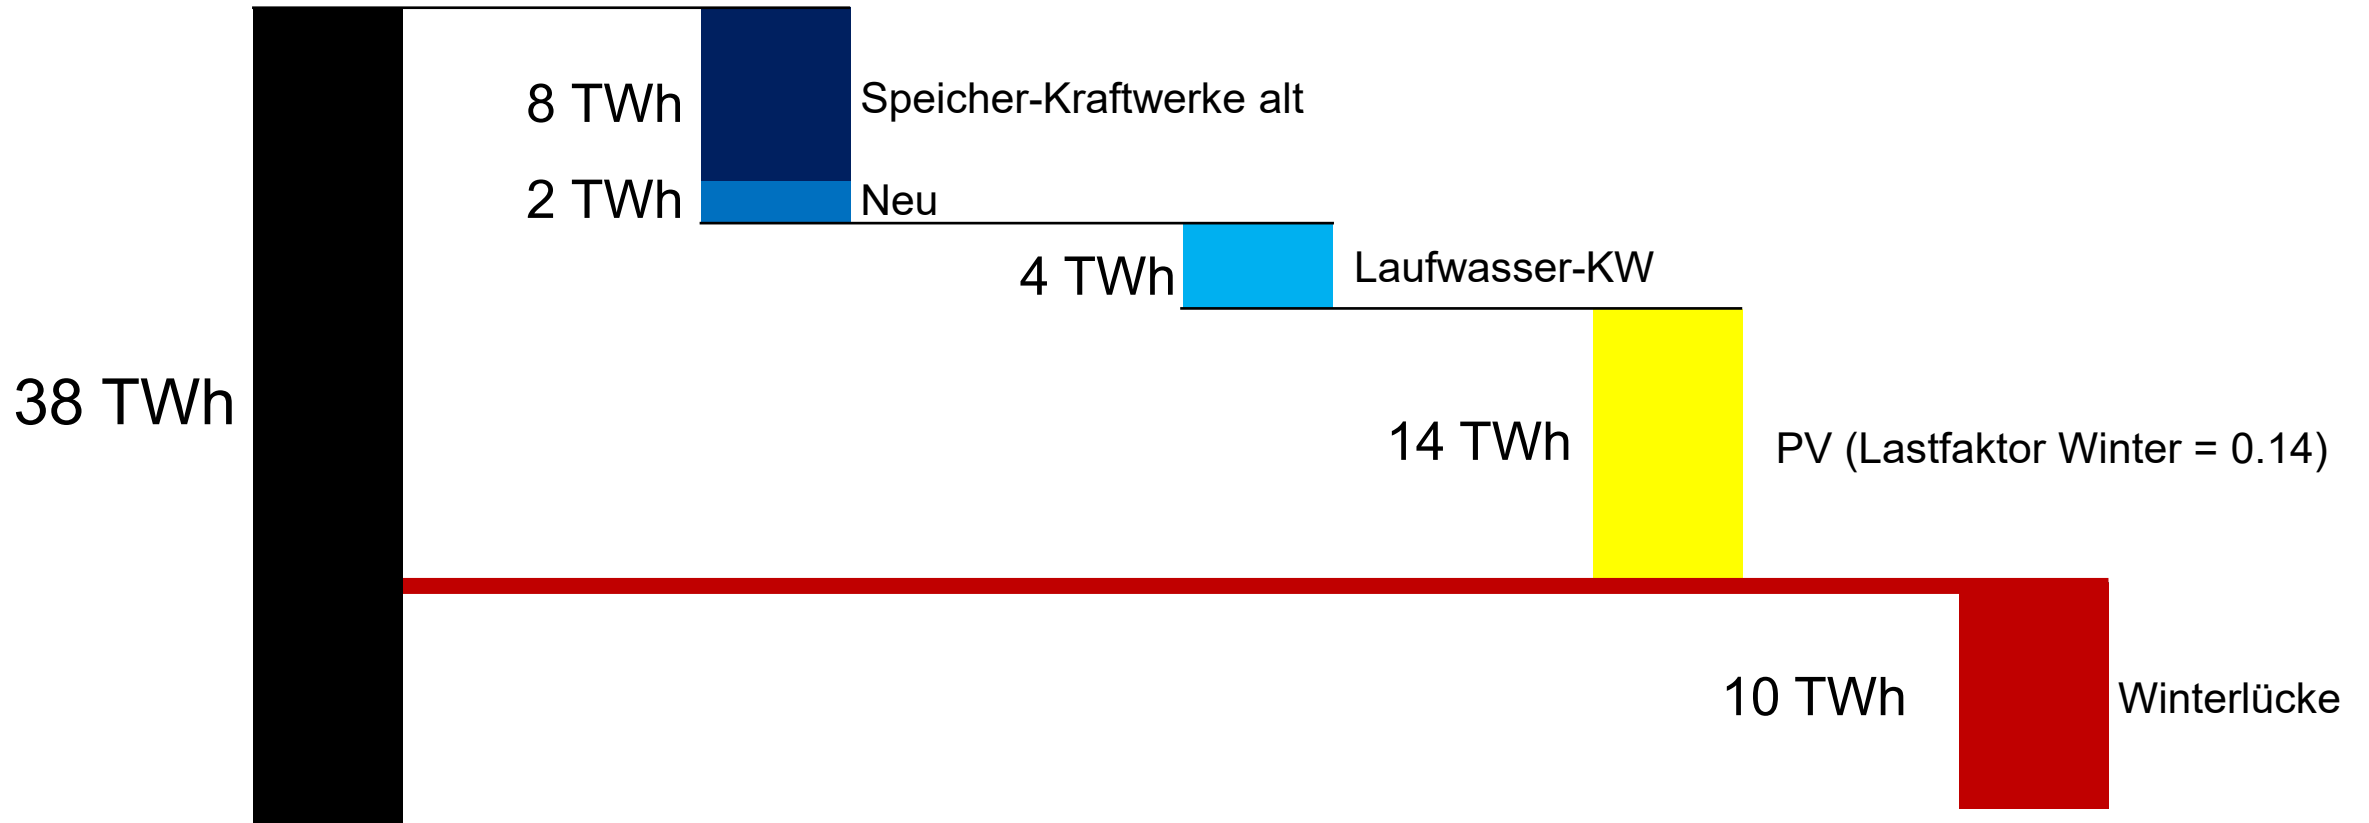 8 TWh
Speicher-Kraftwerke alt
2 TWh
Neu
4 TWh
Laufwasser-KW
38 TWh
14 TWh
PV (Lastfaktor Winter = 0.14)
10 TWh
Winterlücke